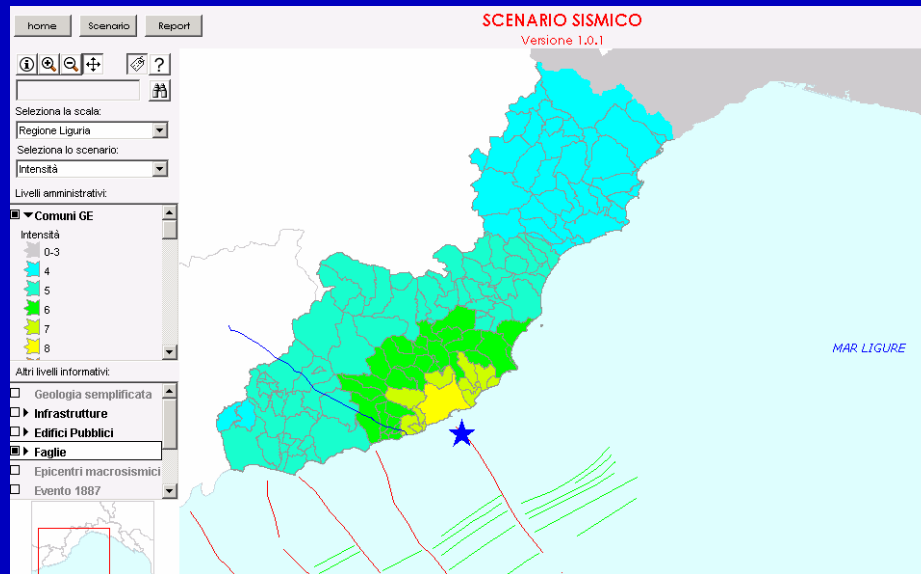 home Scenario Report
SCENARIO SISMICO
Versione 1.0.1
?
Seleziona la scala:
Regione Liguria
Seleziona lo scenario:
Intensità
Livelli amministrativi:
Comuni GE
Intensità
0-3
4
5
6
7
8
Altri livelli informativi:
Geologia semplificata
Infrastrutture
Edifici Pubblici
Faglie
Epicentri macrosismici
Evento 1887
MAR LIGURE